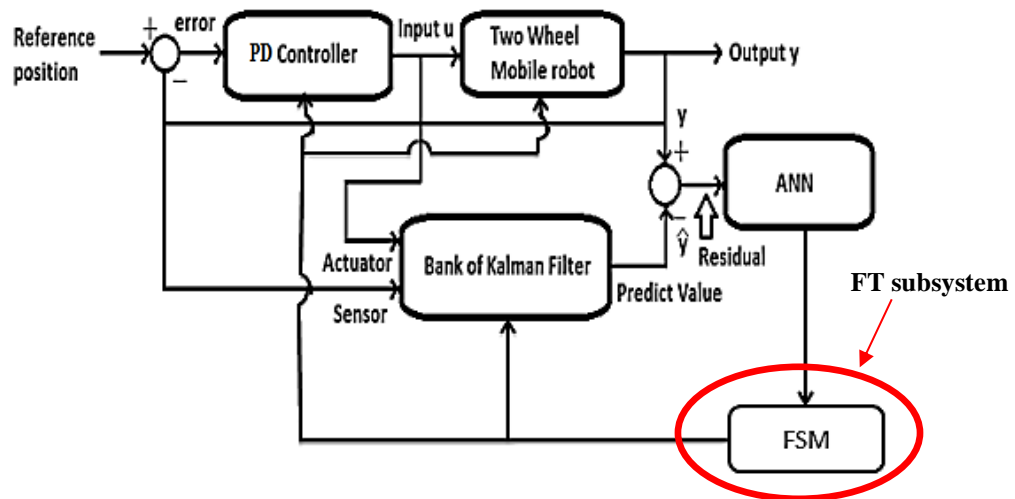 Reference
position
+
error
−
PD Controller
Input u
Two Wheel
Mobile robot
Output y
y
+
−
ŷ
Residual
ANN
Actuator
Sensor
Bank of Kalman Filter
Predict Value
FT subsystem
FSM